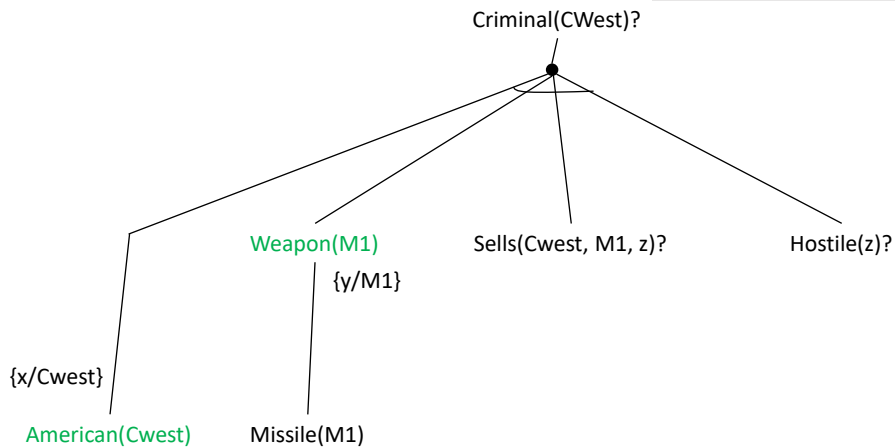 Criminal(CWest)?
Weapon(M1)
Sells(Cwest, M1, z)?
Hostile(z)?
{y/M1}
{x/Cwest}
American(Cwest)
Missile(M1)